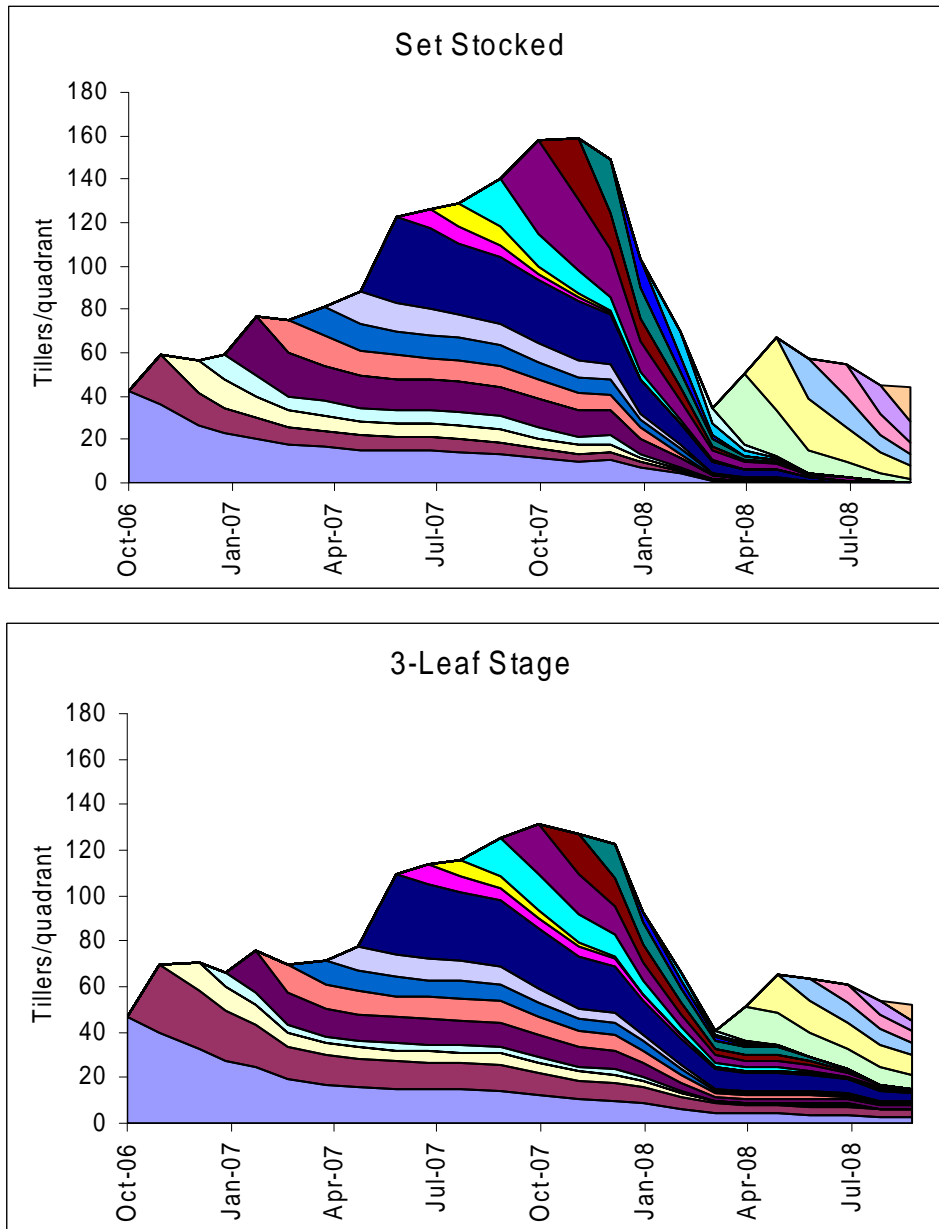 Set Stocked
180
160
140
120
100
80
60
40
20
0
Tillers/quadrant
Oct-06
Jan-07
Apr-07
Jul-07
Oct-07
Jan-08
Apr-08
Jul-08
3-Leaf Stage
180
160
140
120
100
80
60
40
20
0
Tillers/quadrant
Oct-06
Jan-07
Apr-07
Jul-07
Oct-07
Jan-08
Apr-08
Jul-08